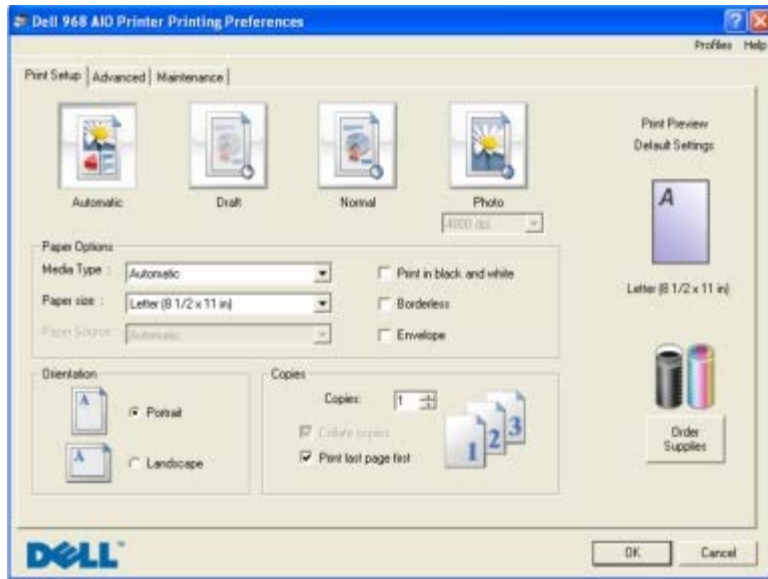 Dell 968 AIO Printer Printing Preferences
Profiles Help
Print Setup Advanced Maintenance
Automatic
Draft
Normal
Photo
4800 dpi
Print Preview
Default Settings
A
Letter (8 1/2 x 11 in)
Paper Options
Media Type : Automatic
Print in black and white
Paper size : Letter (8 1/2 x 11 in)
Borderless
Paper Source : Automatic
Envelope
Orientation
A
Portrait
A
Landscape
Copies
Copies: 1
Collate copies
Print last page first
1 2 3
Order
Supplies
DELL
OK Cancel